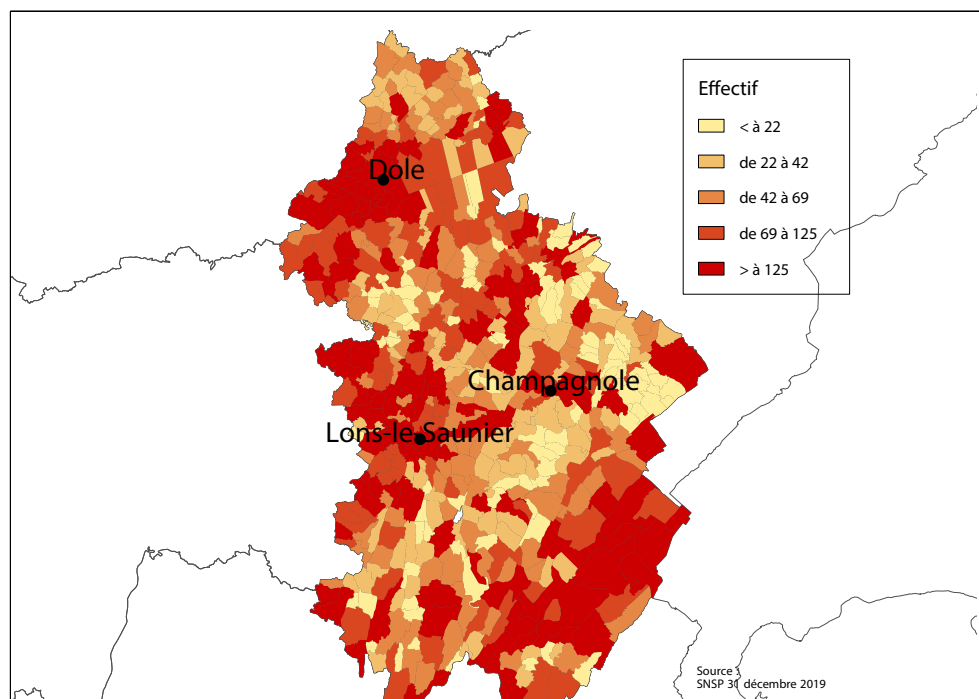 Effectif
< à 22
de 22 à 42
de 42 à 69
de 69 à 125
> à 125
Dole
Champagnole
Lons-le-Saunier
Source :
SNSP 31 décembre 2019